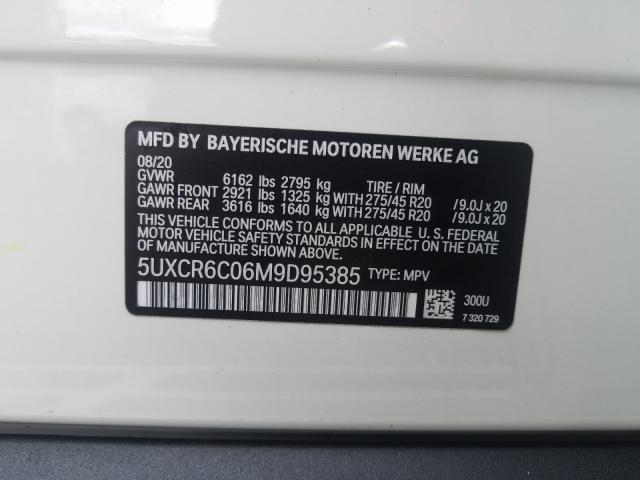 MFD BY BAYERISCHE MOTOREN WERKE AG
08/20
GVWR 6162 lbs 2795 kg TIRE / RIM
GAWR FRONT 2921 lbs 1325 kg WITH 275/45 R20 /9.0J x 20
GAWR REAR 3616 lbs 1640 kg WITH 275/45 R20 /9.0J x 20
THIS VEHICLE CONFORMS TO ALL APPLICABLE U. S. FEDERAL
MOTOR VEHICLE SAFETY STANDARDS IN EFFECT ON THE
DATE OF MANUFACTURE SHOWN ABOVE.
5UXCR6C06M9D95385 TYPE: MPV
300U
7 320 729